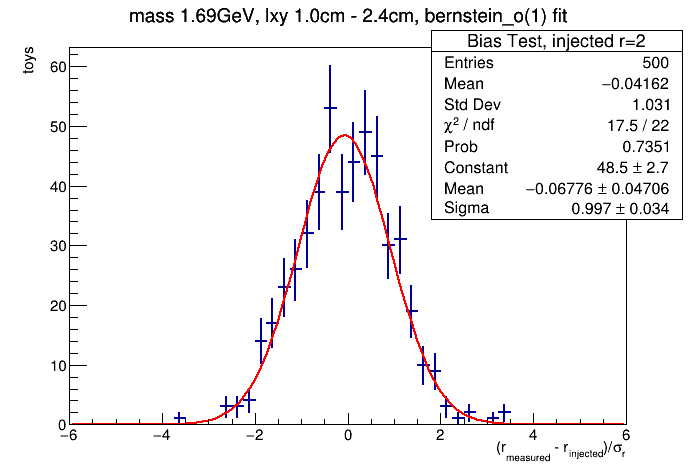 mass 1.69GeV, lxy 1.0cm - 2.4cm, bernstein_o(1) fit
Bias Test, injected r=2
Entries 500
Mean −0.04162
Std Dev 1.031
χ² / ndf 17.5 / 22
Prob 0.7351
Constant 48.5 ± 2.7
Mean −0.06776 ± 0.04706
Sigma 0.997 ± 0.034
toys
60
50
40
30
20
10
0
−6 −4 −2 0 2 4 6
(r_measured - r_injected)/σ_r